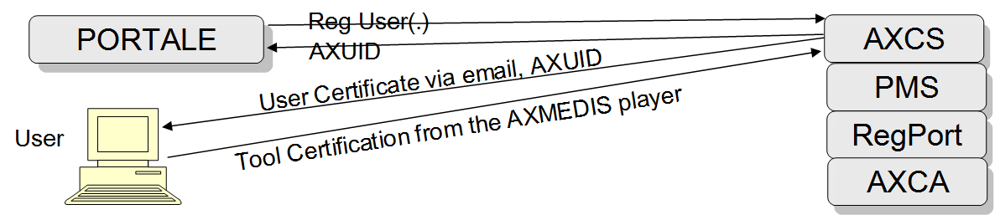 PORTALE
Reg User(.)
AXUID
User Certificate via email, AXUID
Tool Certification from the AXMEDIS player
User
AXCS
PMS
RegPort
AXCA